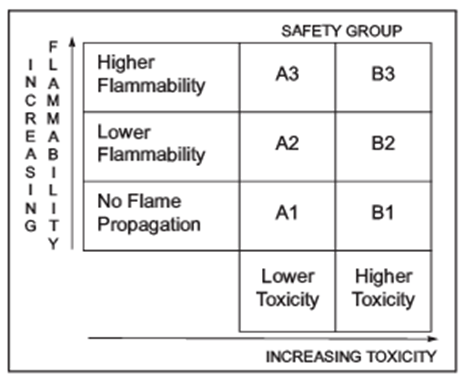 SAFETY GROUP
INCREASING
FLAMMABILITY
Higher
Flammability
A3
B3
Lower
Flammability
A2
B2
No Flame
Propagation
A1
B1
Lower
Toxicity
Higher
Toxicity
INCREASING TOXICITY